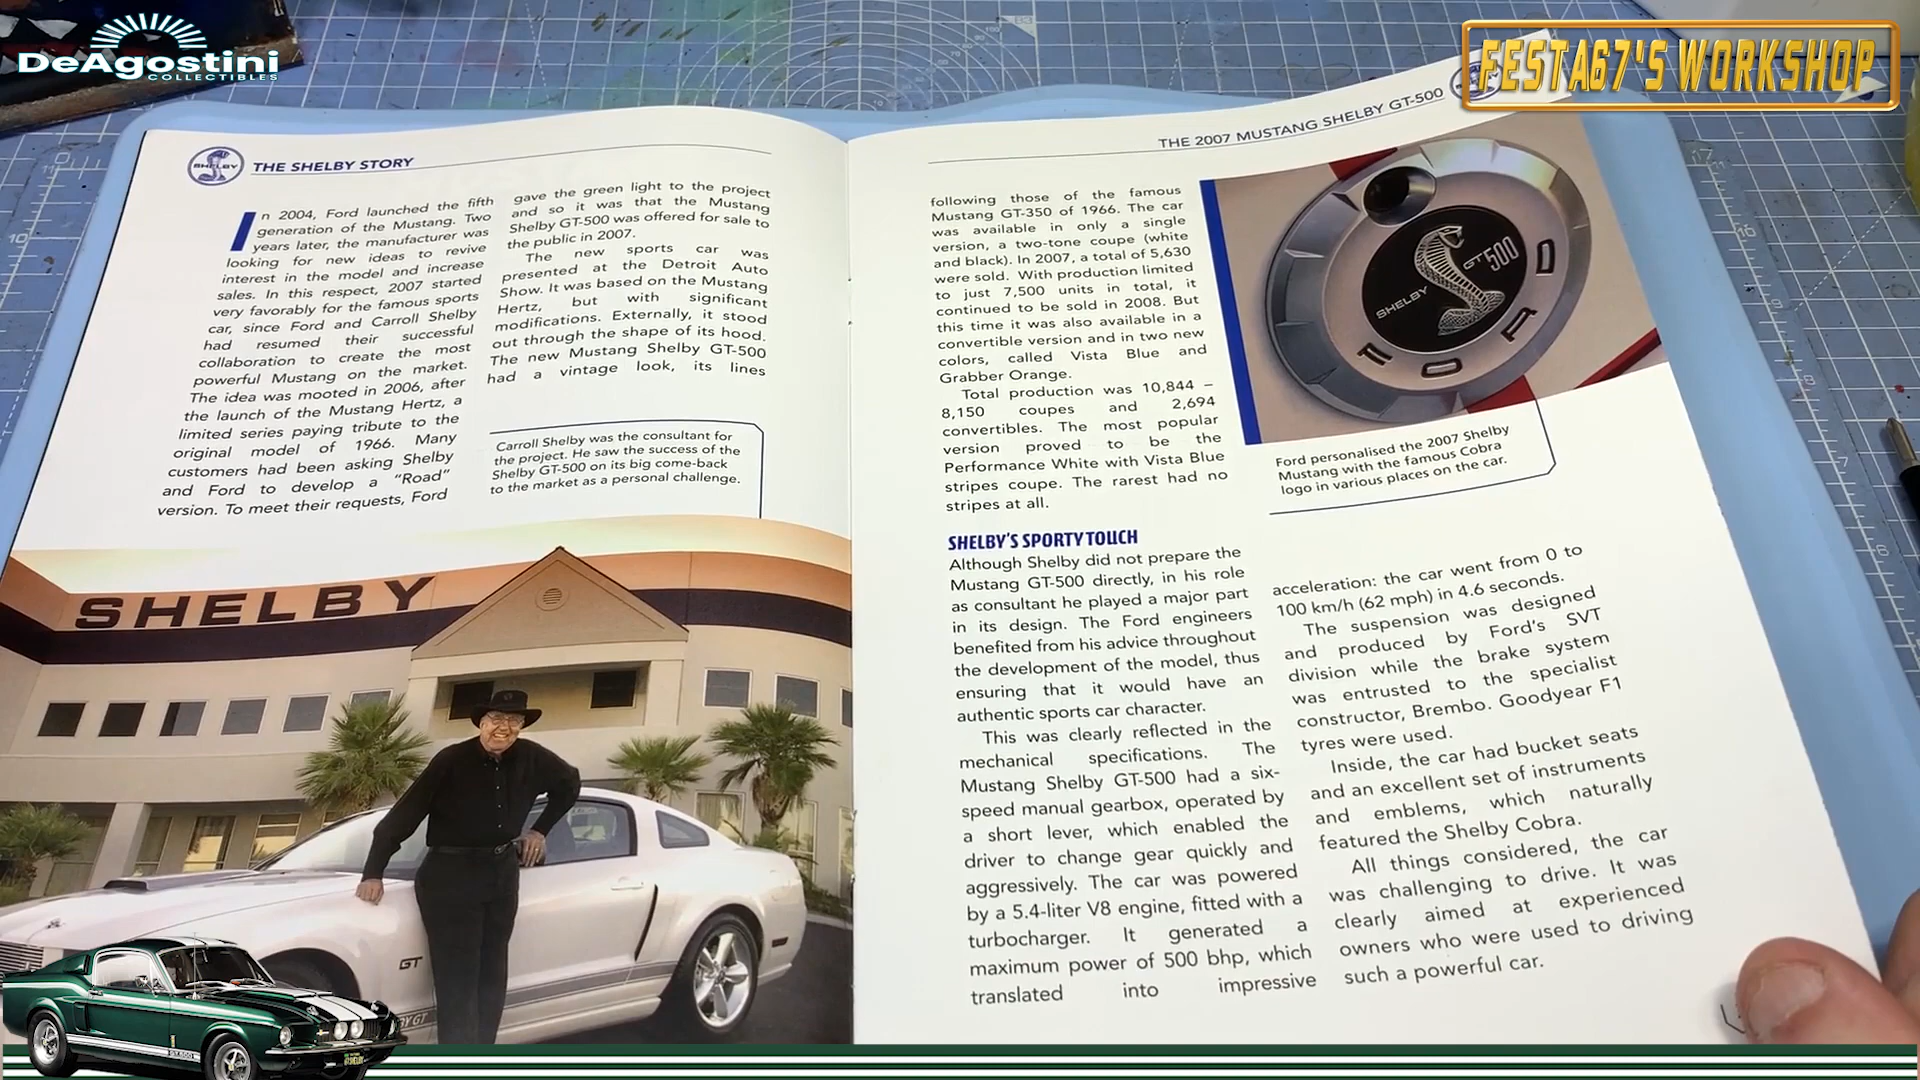 DeAgostini
COLLECTIBLES
FESTA67'S WORKSHOP
SHELBY
THE SHELBY STORY
In 2004, Ford launched the fifth
generation of the Mustang. Two
years later, the manufacturer was
looking for new ideas to revive
interest in the model and increase
sales. In this respect, 2007 started
very favorably for the famous sports
car, since Ford and Carroll Shelby
had resumed their successful
collaboration to create the most
powerful Mustang on the market.
The idea was mooted in 2006, after
the launch of the Mustang Hertz, a
limited series paying tribute to the
original model of 1966. Many
customers had been asking Shelby
and Ford to develop a “Road”
version. To meet their requests, Ford
gave the green light to the project
and so it was that the Mustang
Shelby GT-500 was offered for sale to
the public in 2007.
The new sports car was
presented at the Detroit Auto
Show. It was based on the Mustang
Hertz, but with significant
modifications. Externally, it stood
out through the shape of its hood.
The new Mustang Shelby GT-500
had a vintage look, its lines
Carroll Shelby was the consultant for
the project. He saw the success of the
Shelby GT-500 on its big come-back
to the market as a personal challenge.
SHELBY
GT
THE 2007 MUSTANG SHELBY GT-500
following those of the famous
Mustang GT-350 of 1966. The car
was available in only a single
version, a two-tone coupe (white
and black). In 2007, a total of 5,630
were sold. With production limited
to just 7,500 units in total, it
continued to be sold in 2008. But
this time it was also available in a
convertible version and in two new
colors, called Vista Blue and
Grabber Orange.
Total production was 10,844 –
8,150 coupes and 2,694
convertibles. The most popular
version proved to be the
Performance White with Vista Blue
stripes coupe. The rarest had no
stripes at all.
SHELBY'S SPORTY TOUCH
Although Shelby did not prepare the
Mustang GT-500 directly, in his role
as consultant he played a major part
in its design. The Ford engineers
benefited from his advice throughout
the development of the model, thus
ensuring that it would have an
authentic sports car character.
This was clearly reflected in the
mechanical specifications. The
Mustang Shelby GT-500 had a six-
speed manual gearbox, operated by
a short lever, which enabled the
driver to change gear quickly and
aggressively. The car was powered
by a 5.4-liter V8 engine, fitted with a
turbocharger. It generated a
maximum power of 500 bhp, which
translated into impressive
SHELBY GT 500
FORD
Ford personalised the 2007 Shelby
Mustang with the famous Cobra
logo in various places on the car.
acceleration: the car went from 0 to
100 km/h (62 mph) in 4.6 seconds.
The suspension was designed
and produced by Ford's SVT
division while the brake system
was entrusted to the specialist
constructor, Brembo. Goodyear F1
tyres were used.
Inside, the car had bucket seats
and an excellent set of instruments
and emblems, which naturally
featured the Shelby Cobra.
All things considered, the car
was challenging to drive. It was
clearly aimed at experienced
owners who were used to driving
such a powerful car.